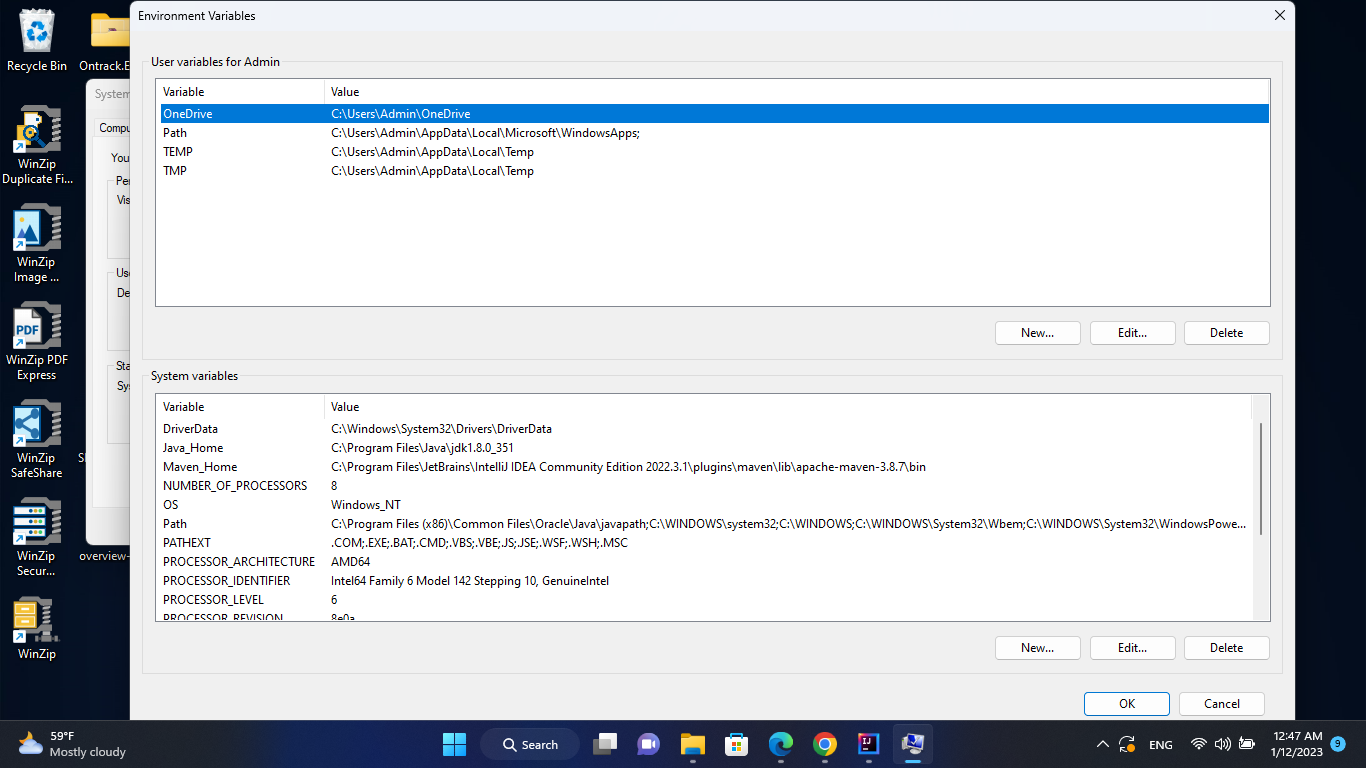 Environment Variables
Recycle Bin
Ontrack.E
System
Compu
You
Per
Vis
Use
De
Sta
Sys
overview-
WinZip
Duplicate Fi...
WinZip
Image ...
WinZip PDF
Express
WinZip
SafeShare
WinZip
Secur...
WinZip
User variables for Admin
Variable Value
OneDrive C:\Users\Admin\OneDrive
Path C:\Users\Admin\AppData\Local\Microsoft\WindowsApps;
TEMP C:\Users\Admin\AppData\Local\Temp
TMP C:\Users\Admin\AppData\Local\Temp
New... Edit... Delete
System variables
Variable Value
DriverData C:\Windows\System32\Drivers\DriverData
Java_Home C:\Program Files\Java\jdk1.8.0_351
Maven_Home C:\Program Files\JetBrains\IntelliJ IDEA Community Edition 2022.3.1\plugins\maven\lib\apache-maven-3.8.7\bin
NUMBER_OF_PROCESSORS 8
OS Windows_NT
Path C:\Program Files (x86)\Common Files\Oracle\Java\javapath;C:\WINDOWS\system32;C:\WINDOWS;C:\WINDOWS\System32\Wbem;C:\WINDOWS\System32\WindowsPowe...
PATHEXT .COM;.EXE;.BAT;.CMD;.VBS;.VBE;.JS;.JSE;.WSF;.WSH;.MSC
PROCESSOR_ARCHITECTURE AMD64
PROCESSOR_IDENTIFIER Intel64 Family 6 Model 142 Stepping 10, GenuineIntel
PROCESSOR_LEVEL 6
PROCESSOR_REVISION 8e0a
New... Edit... Delete
OK Cancel
59°F
Mostly cloudy
Search
PDF
IJ
ENG
12:47 AM
1/12/2023
9